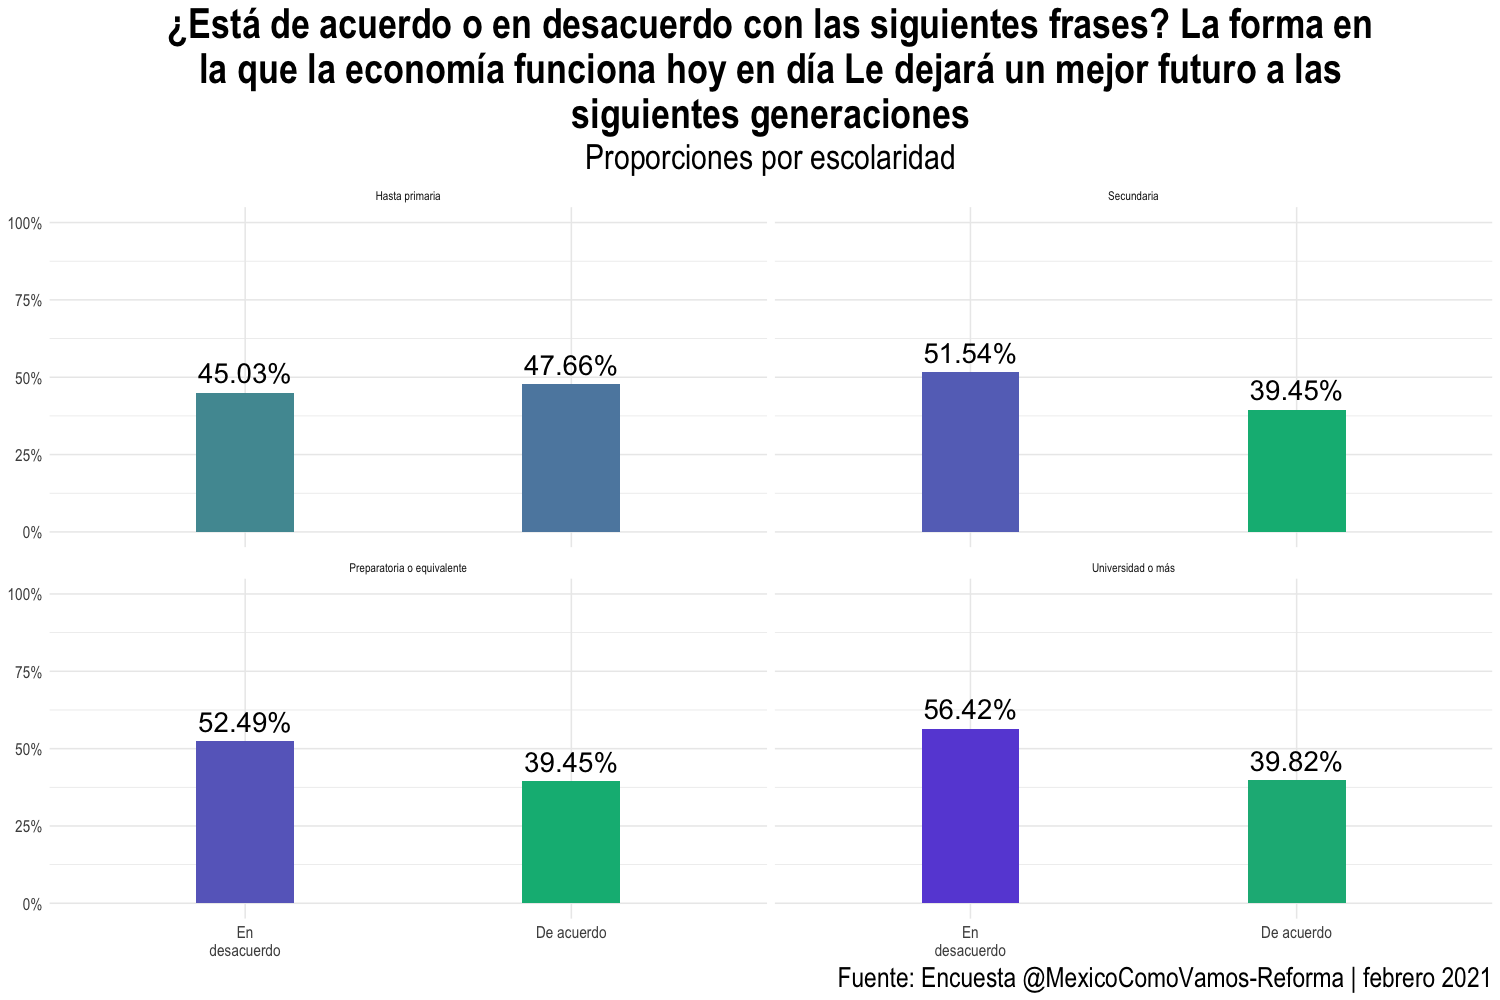 ¿Está de acuerdo o en desacuerdo con las siguientes frases? La forma en
la que la economía funciona hoy en día Le dejará un mejor futuro a las
siguientes generaciones
Proporciones por escolaridad
Hasta primaria
100%
75%
50%
25%
0%
45.03%
47.66%
Secundaria
51.54%
39.45%
Preparatoria o equivalente
100%
75%
50%
25%
0%
52.49%
39.45%
En
desacuerdo
De acuerdo
Universidad o más
56.42%
39.82%
En
desacuerdo
De acuerdo
Fuente: Encuesta @MexicoComoVamos-Reforma | febrero 2021